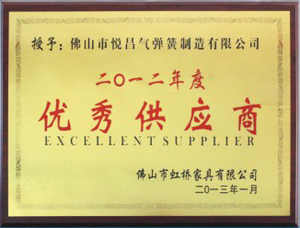 授予：佛山市悦昌气弹簧制造有限公司
二〇一二年度
优秀供应商
EXCELLENT SUPPLIER
佛山市虹桥家具有限公司
二〇一三年一月